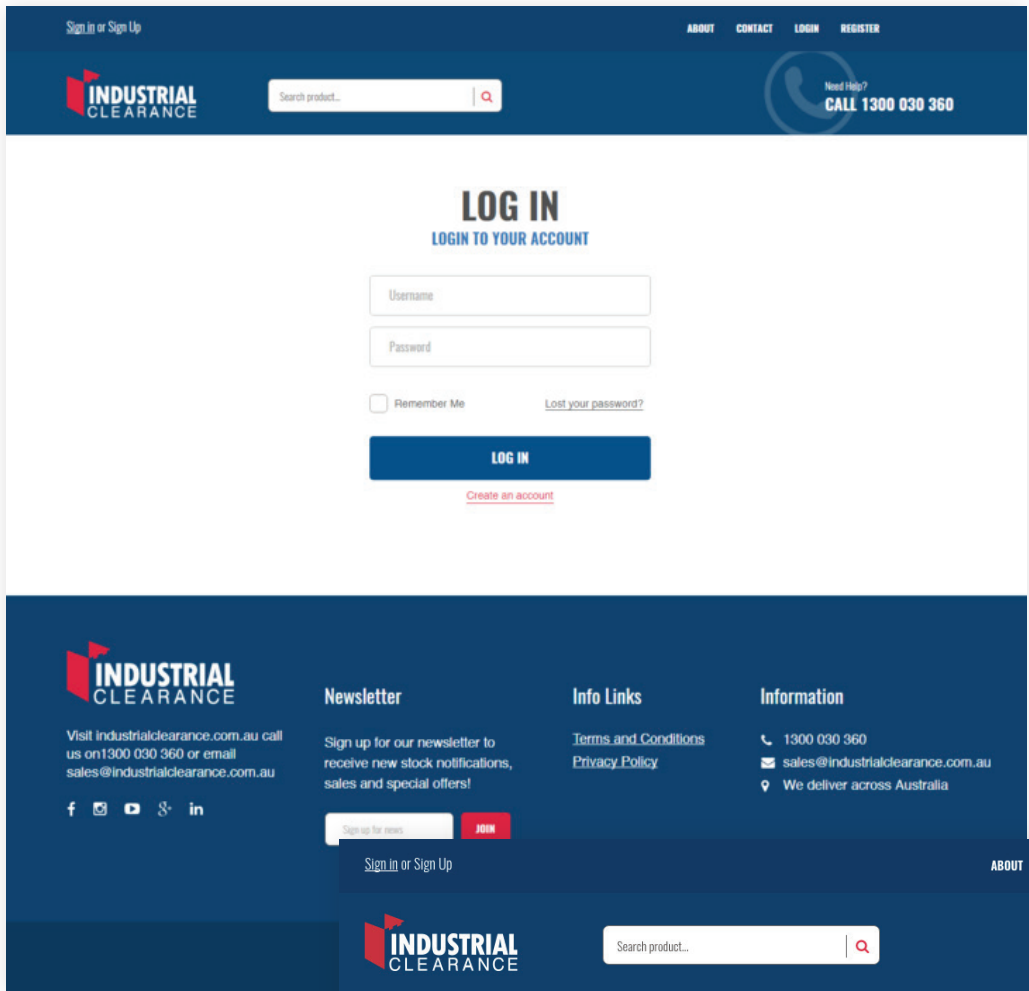 Sign in or Sign Up
ABOUT CONTACT LOGIN REGISTER
INDUSTRIAL
CLEARANCE
Search product...
Need Help?
CALL 1300 030 360
LOG IN
LOGIN TO YOUR ACCOUNT
Username
Password
Remember Me
Lost your password?
LOG IN
Create an account
INDUSTRIAL
CLEARANCE
Visit industrialclearance.com.au call
us on1300 030 360 or email
sales@industrialclearance.com.au
Newsletter
Sign up for our newsletter to
receive new stock notifications,
sales and special offers!
Sign up for news
JOIN
Info Links
Terms and Conditions
Privacy Policy
Information
1300 030 360
sales@industrialclearance.com.au
We deliver across Australia
Sign in or Sign Up
ABOUT
INDUSTRIAL
CLEARANCE
Search product...